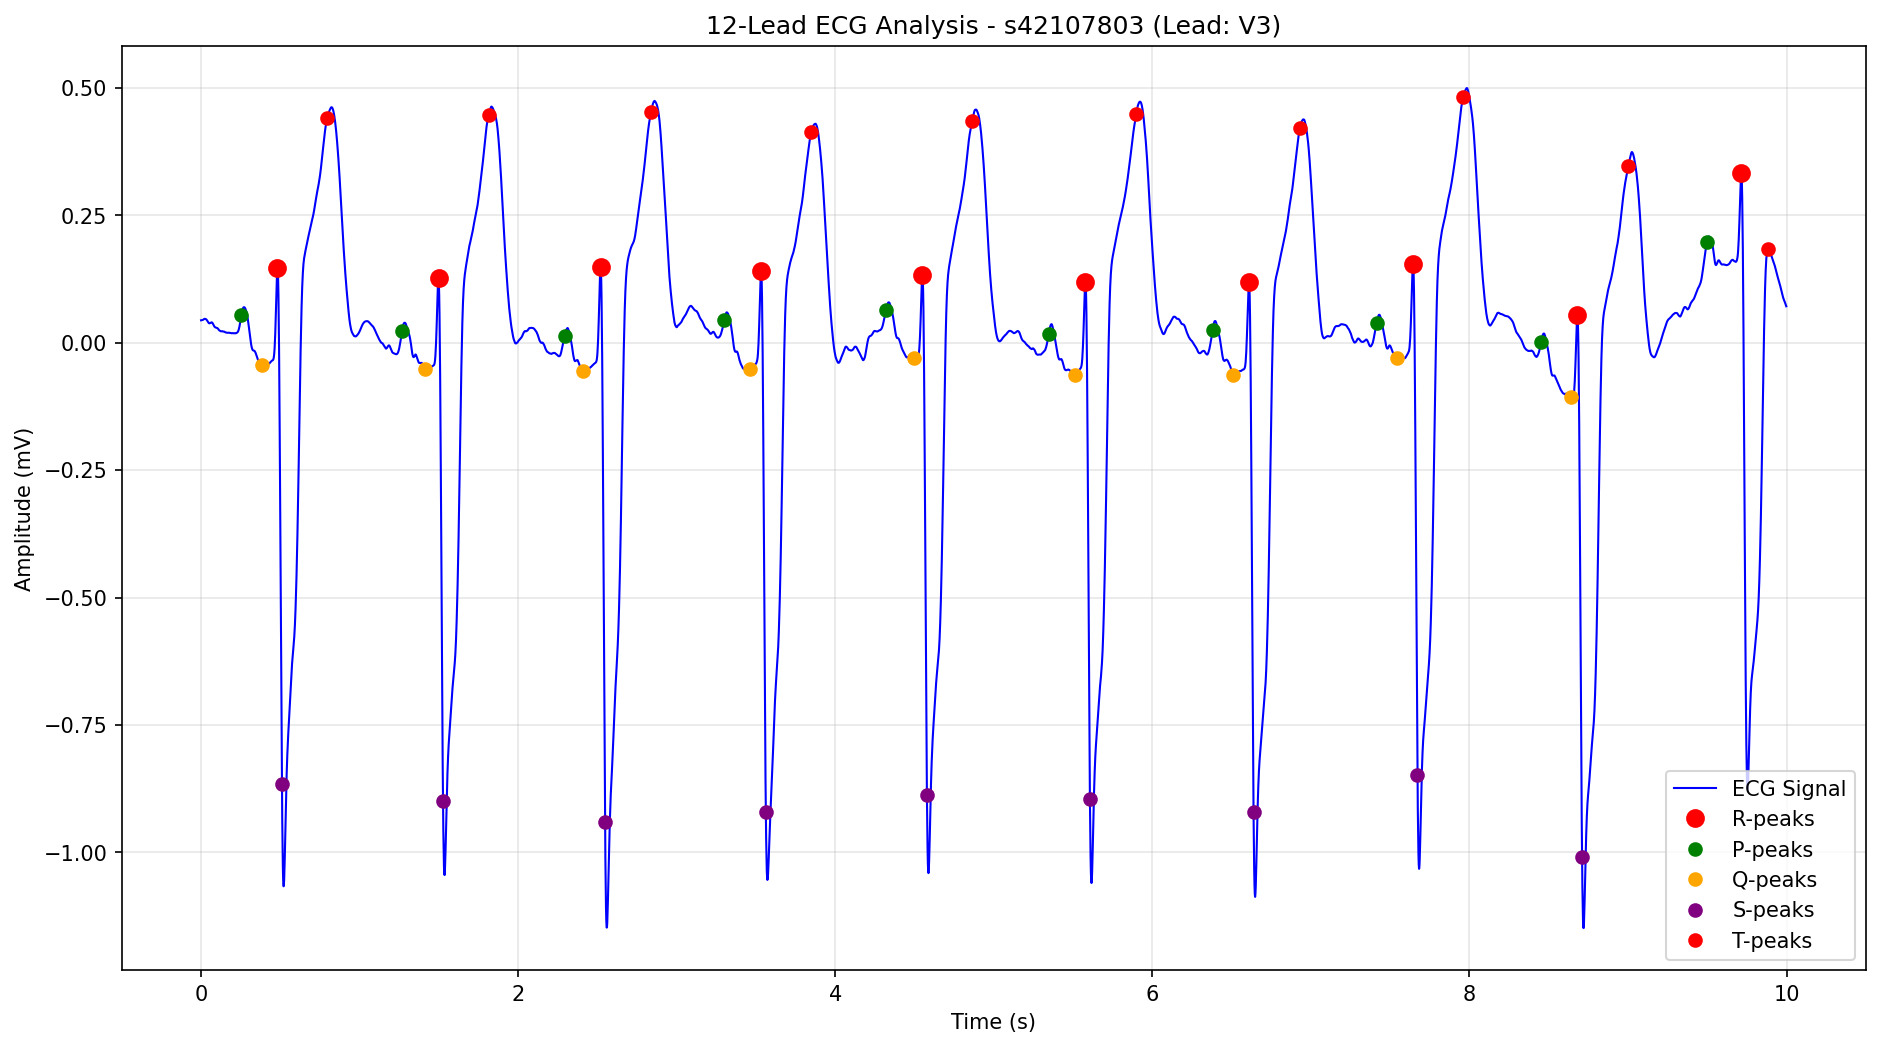 12-Lead ECG Analysis - s42107803 (Lead: V3)
0.50
0.25
0.00
−0.25
−0.50
−0.75
−1.00
Amplitude (mV)
0 2 4 6 8 10
Time (s)
ECG Signal
R-peaks
P-peaks
Q-peaks
S-peaks
T-peaks